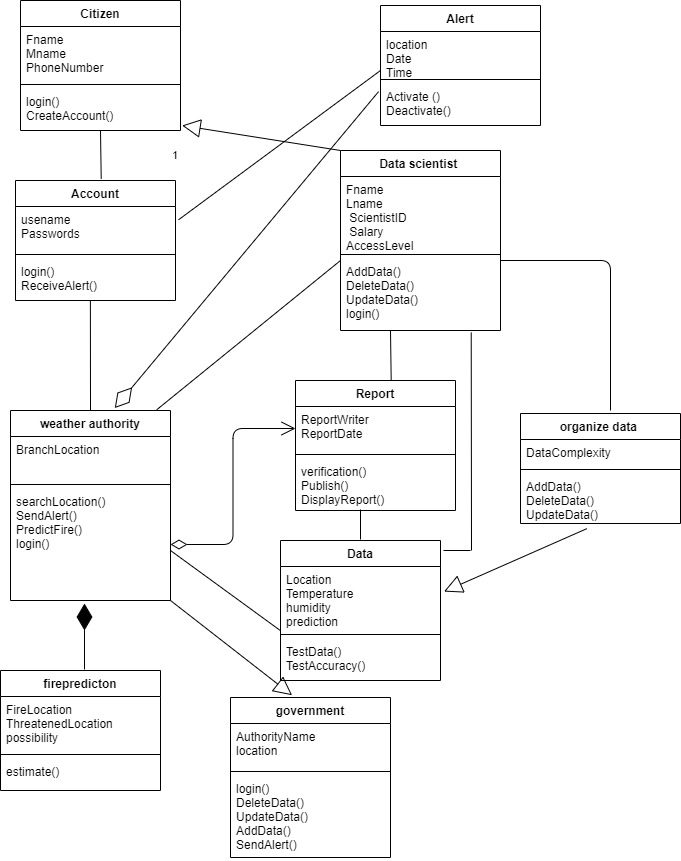 Citizen
Fname
Mname
PhoneNumber
login()
CreateAccount()
Alert
location
Date
Time
Activate ()
Deactivate()
1
Data scientist
Fname
Lname
ScientistID
Salary
AccessLevel
AddData()
DeleteData()
UpdateData()
login()
Account
usename
Passwords
login()
ReceiveAlert()
Report
ReportWriter
ReportDate
verification()
Publish()
DisplayReport()
weather authority
BranchLocation
searchLocation()
SendAlert()
PredictFire()
login()
organize data
DataComplexity
AddData()
DeleteData()
UpdateData()
Data
Location
Temperature
humidity
prediction
TestData()
TestAccuracy()
firepredicton
FireLocation
ThreatenedLocation
possibility
estimate()
government
AuthorityName
location
login()
DeleteData()
UpdateData()
AddData()
SendAlert()